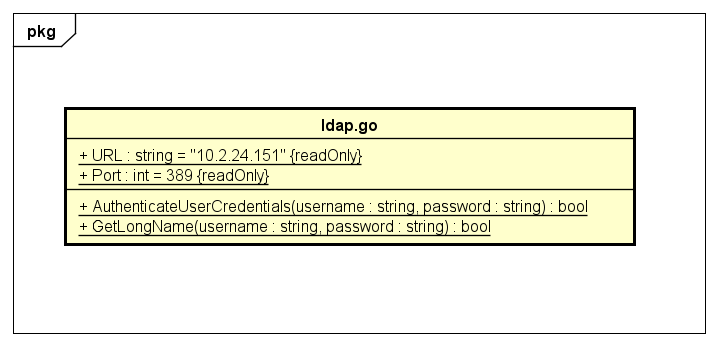 pkg
ldap.go
+ URL : string = "10.2.24.151" {readOnly}
+ Port : int = 389 {readOnly}
+ AuthenticateUserCredentials(username : string, password : string) : bool
+ GetLongName(username : string, password : string) : bool